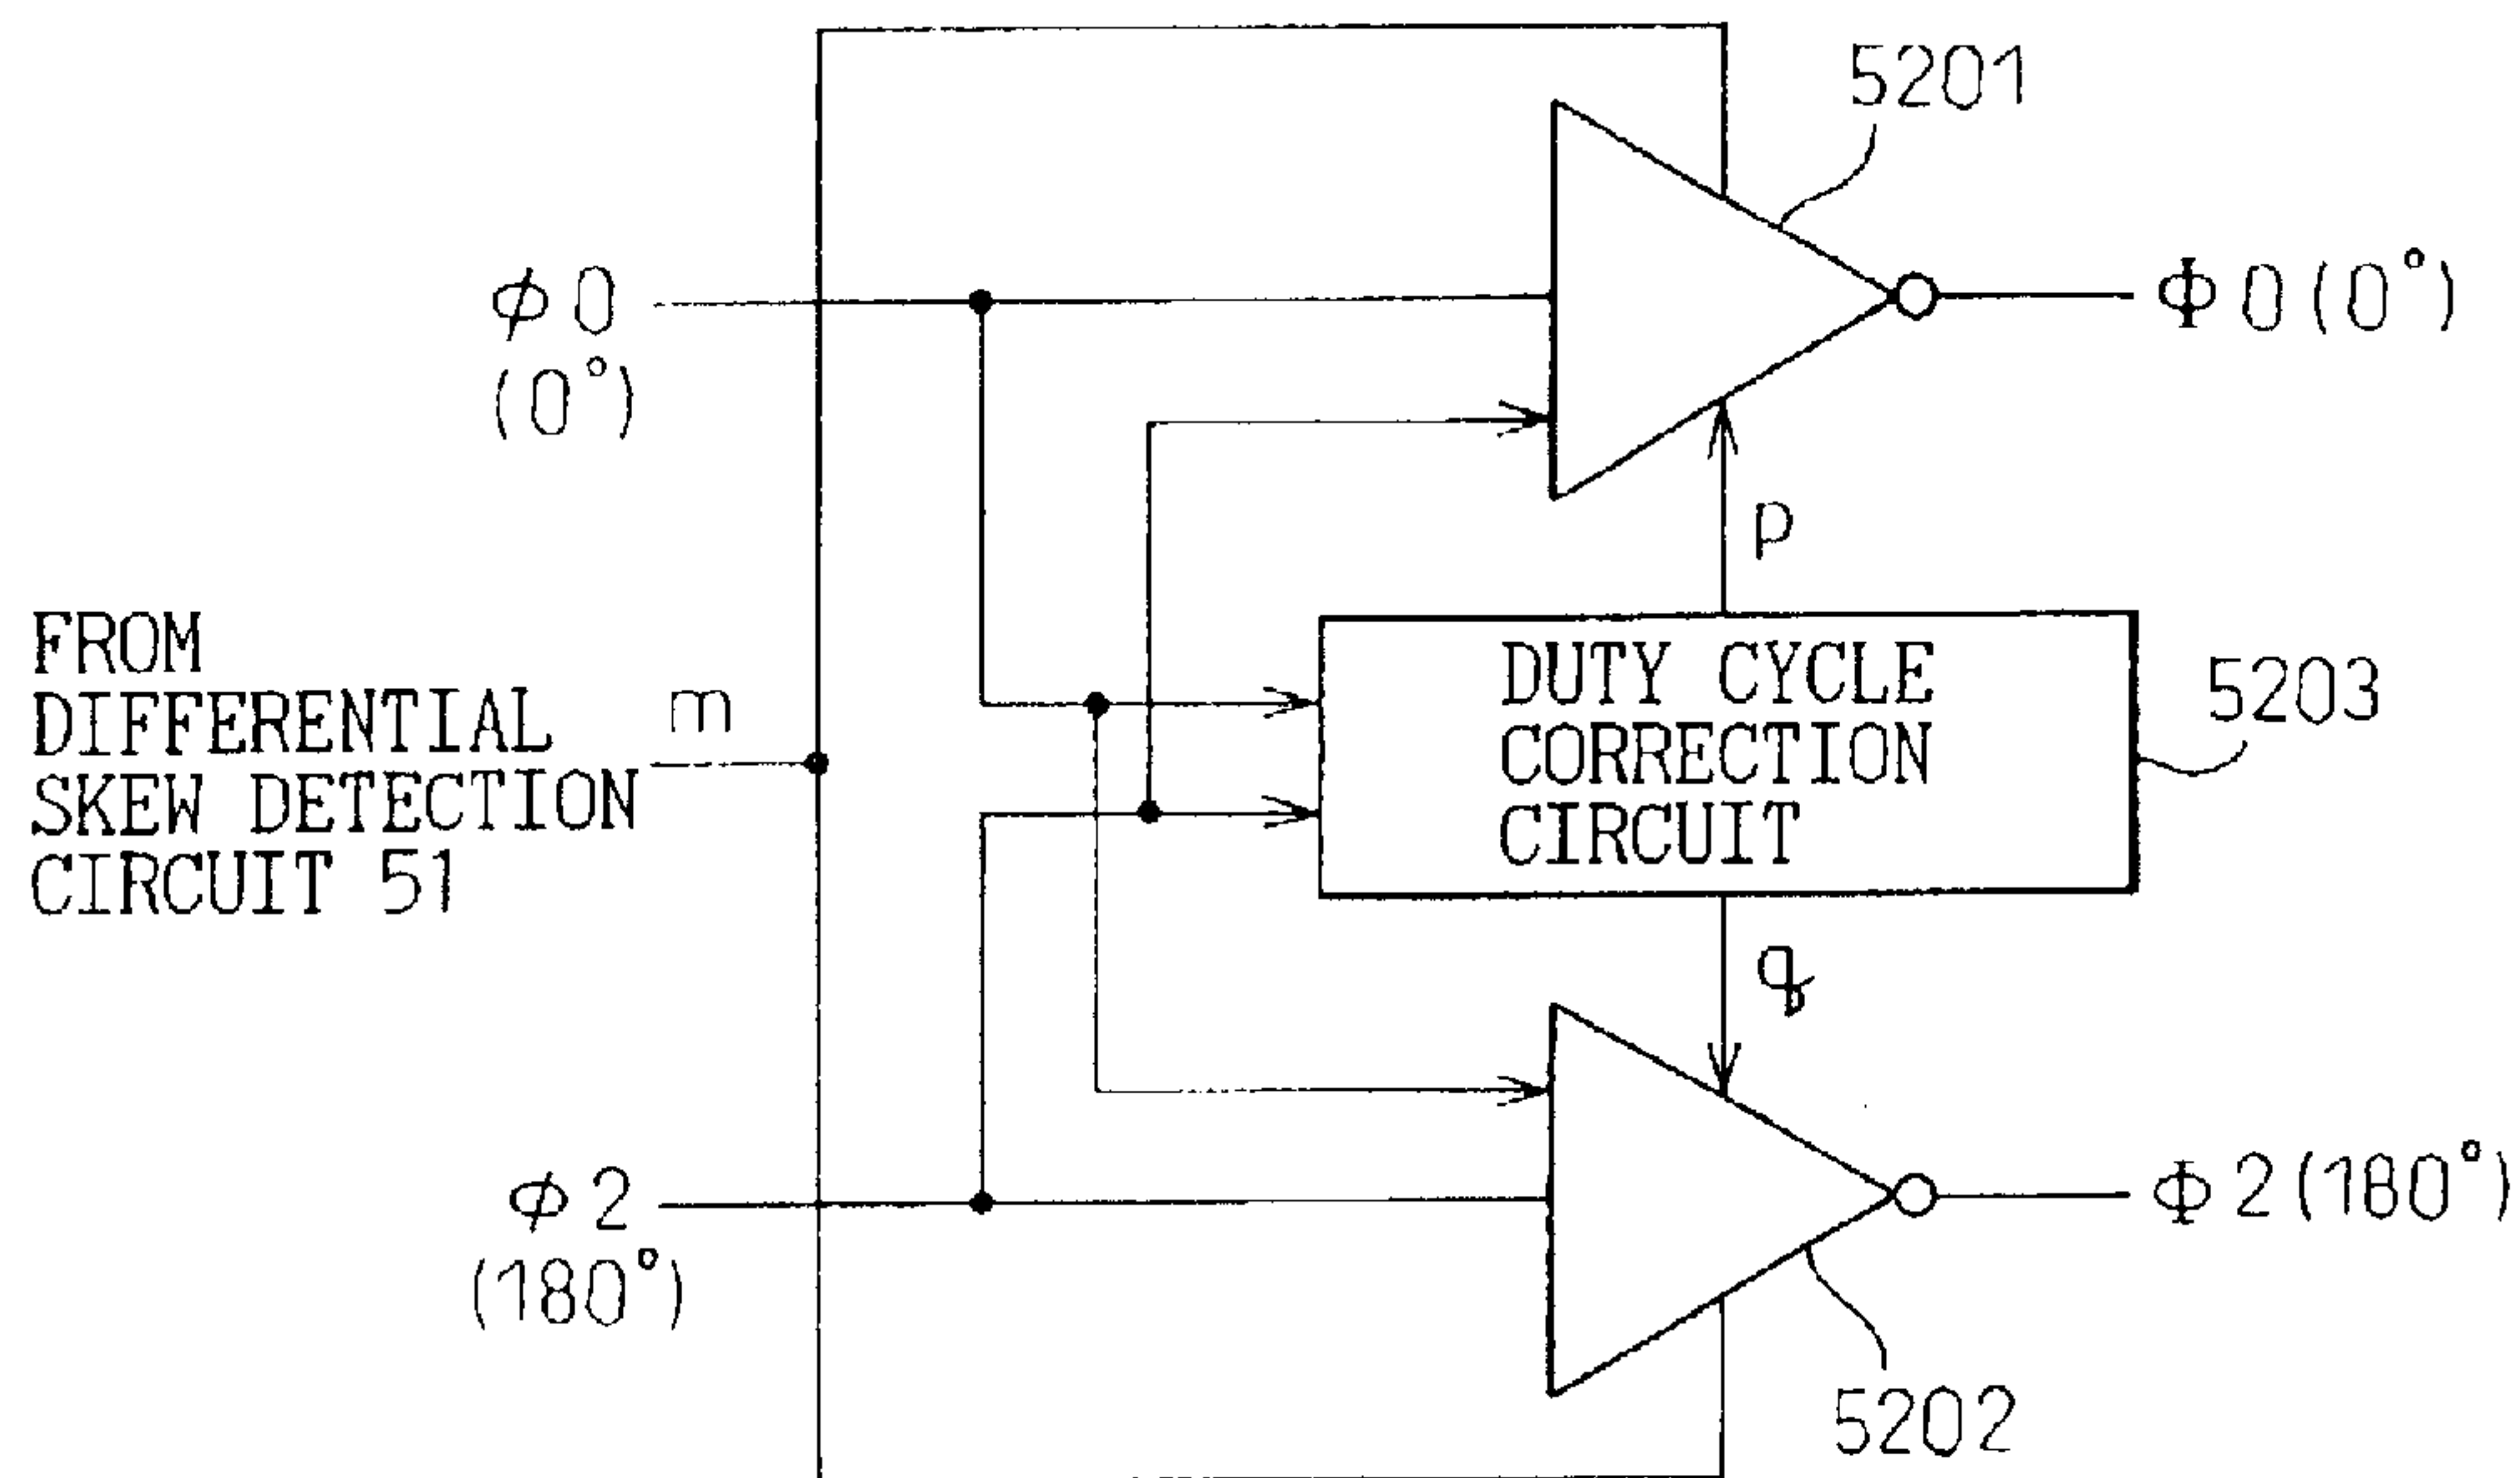 5201
ϕ0
(0°)
Φ0(0°)
p
FROM
DIFFERENTIAL
SKEW DETECTION
CIRCUIT 51
m
DUTY CYCLE
CORRECTION
CIRCUIT
5203
q
ϕ2
(180°)
Φ2(180°)
5202